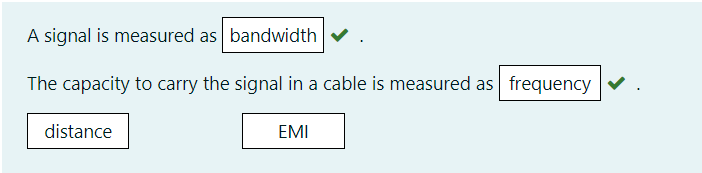 A signal is measured as bandwidth .
The capacity to carry the signal in a cable is measured as frequency .
distance EMI